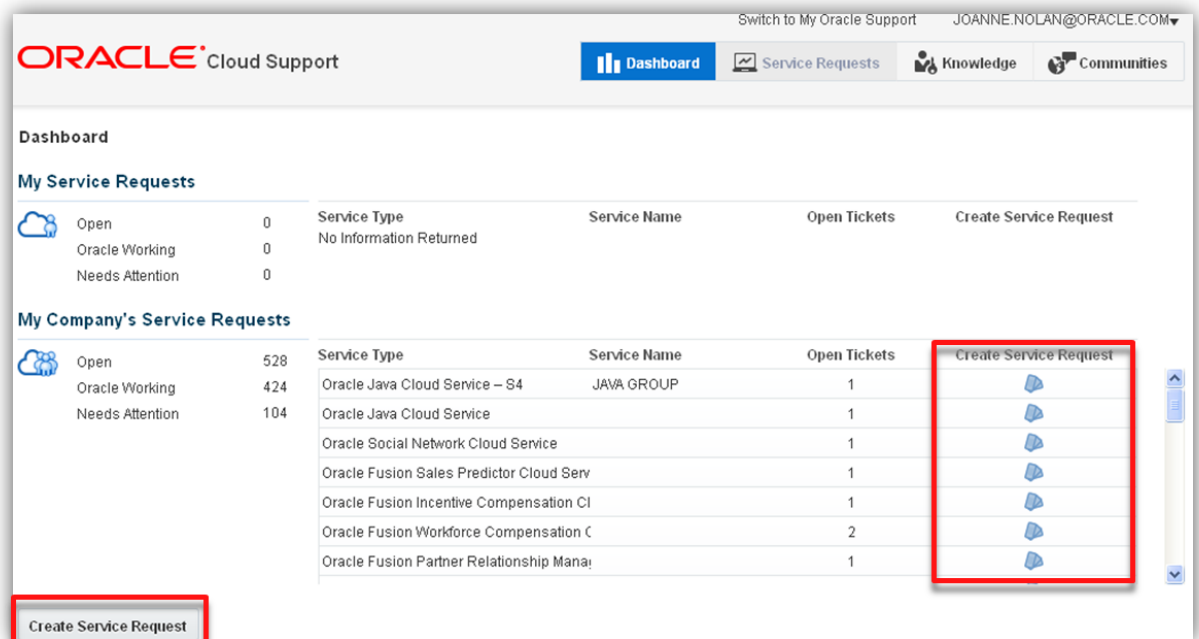 Switch to My Oracle Support JOANNE.NOLAN@ORACLE.COM
ORACLE Cloud Support
Dashboard Service Requests Knowledge Communities
Dashboard
My Service Requests
Service Type Service Name Open Tickets Create Service Request
Open 0
No Information Returned
Oracle Working 0
Needs Attention 0
My Company's Service Requests
Service Type Service Name Open Tickets Create Service Request
Open 528
Oracle Java Cloud Service – S4 JAVA GROUP 1
Oracle Working 424
Oracle Java Cloud Service 1
Needs Attention 104
Oracle Social Network Cloud Service 1
Oracle Fusion Sales Predictor Cloud Serv 1
Oracle Fusion Incentive Compensation Cl 1
Oracle Fusion Workforce Compensation C 2
Oracle Fusion Partner Relationship Manag 1
Create Service Request